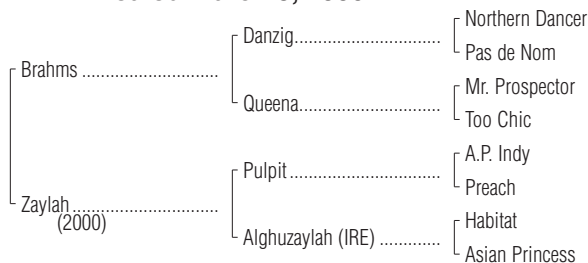 Northern Dancer
Danzig
Pas de Nom
Brahms
Mr. Prospector
Queena
Too Chic
A.P. Indy
Pulpit
Preach
Zaylah
(2000)
Habitat
Alghuzaylah (IRE)
Asian Princess